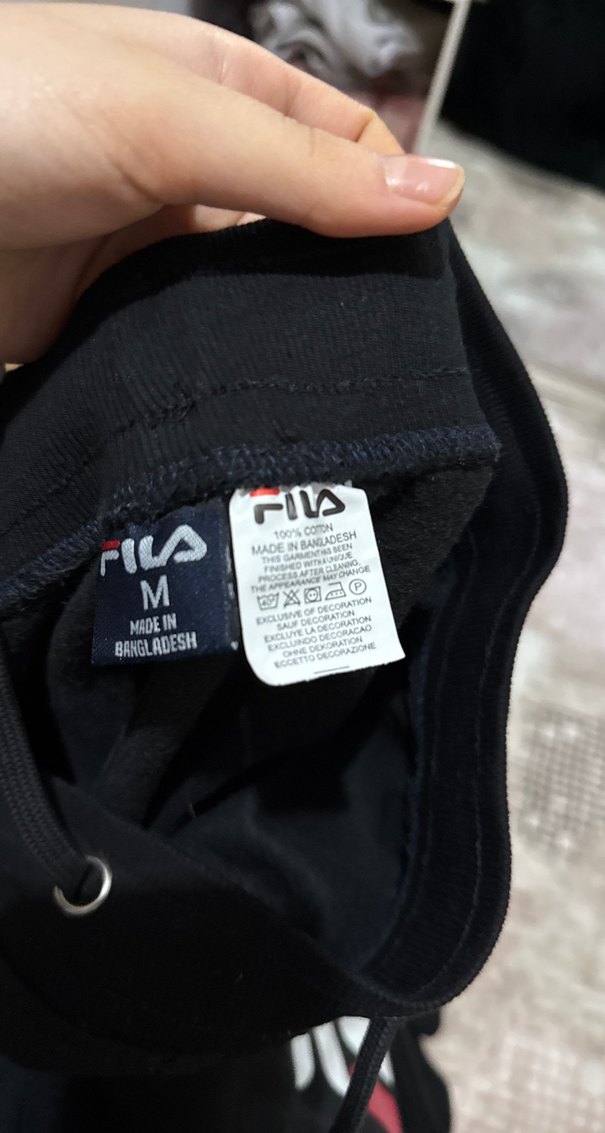 FILA
M
MADE IN
BANGLADESH
FILA
100% COTTON
MADE IN BANGLADESH
THIS GARMENT HAS BEEN
FINISHED WITH A UNIQUE
PROCESS AFTER CLEANING,
THE APPEARANCE MAY CHANGE
P
EXCLUSIVE OF DECORATION
SAUF DECORATION
EXCLUYE LA DECORATION
EXCLUINDO DECORACAO
OHNE DEKORATION
ECCETTO DECORAZIONE